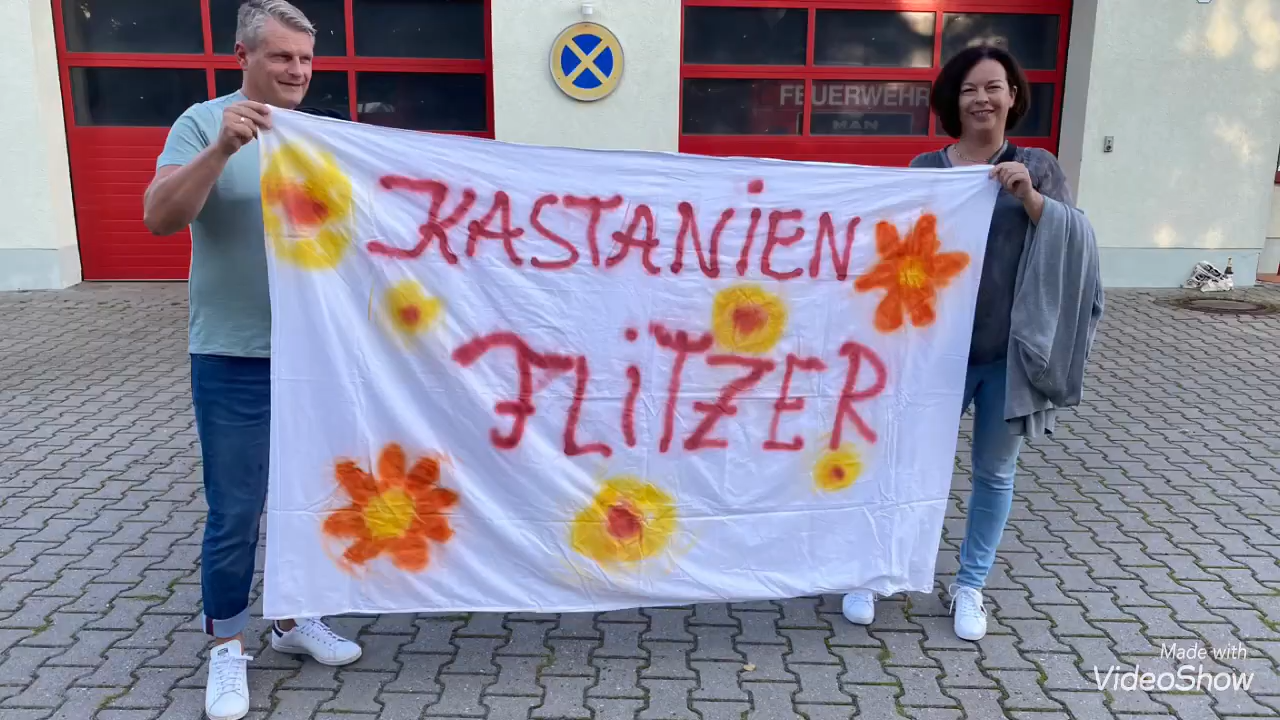 FEUERWEHR
MAN
KASTANiEN
FLiTZER
Made with
VideoShow